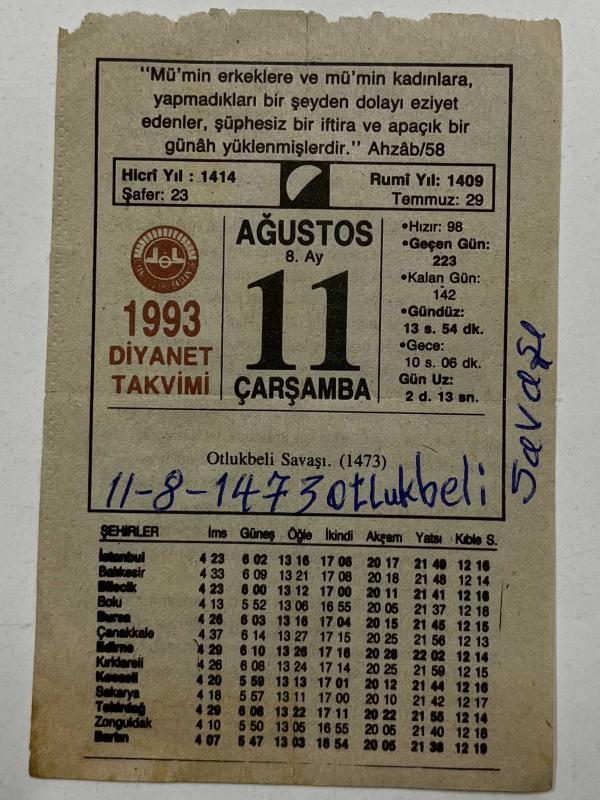 "Mü'min erkeklere ve mü'min kadınlara,
yapmadıkları bir şeyden dolayı eziyet
edenler, şüphesiz bir iftira ve apaçık bir
günâh yüklenmişlerdir." Ahzâb/58
Hicrî Yıl : 1414
Şafer: 23
Rumî Yıl: 1409
Temmuz: 29
1993
DİYANET
TAKVİMİ
AĞUSTOS
8. Ay
11
ÇARŞAMBA
•Hızır: 98
•Geçen Gün:
223
•Kalan Gün:
142
•Gündüz:
13 s. 54 dk.
•Gece:
10 s. 06 dk.
Gün Uz:
2 d. 13 sn.
Otlukbeli Savaşı. (1473)
11-8-1473 otlukbeli
Savaşı
ŞEHİRLER İms Güneş Öğle İkindi Akşam Yatsı Kıble S.
İstanbul 4 23 6 02 13 16 17 06 20 17 21 49 12 16
Balıkesir 4 33 6 09 13 21 17 08 20 18 21 48 12 14
Bilecik 4 23 6 00 13 12 17 00 20 11 21 41 12 16
Bolu 4 13 5 52 13 06 16 55 20 05 21 37 12 18
Bursa 4 26 6 03 13 16 17 04 20 15 21 45 12 15
Çanakkale 4 37 6 14 13 27 17 15 20 25 21 56 12 13
Edirne 4 29 6 10 13 26 17 16 20 28 22 02 12 14
Kırklareli 4 26 6 08 13 24 17 14 20 25 21 59 12 15
Kocaeli 4 20 5 59 13 13 17 01 20 12 21 44 12 16
Sakarya 4 18 5 57 13 11 17 00 20 10 21 42 12 17
Tekirdağ 4 29 6 08 13 22 17 11 20 22 21 55 12 14
Zonguldak 4 10 5 50 13 05 16 55 20 05 21 40 12 18
Bartın 4 07 5 47 13 03 16 54 20 05 21 38 12 19